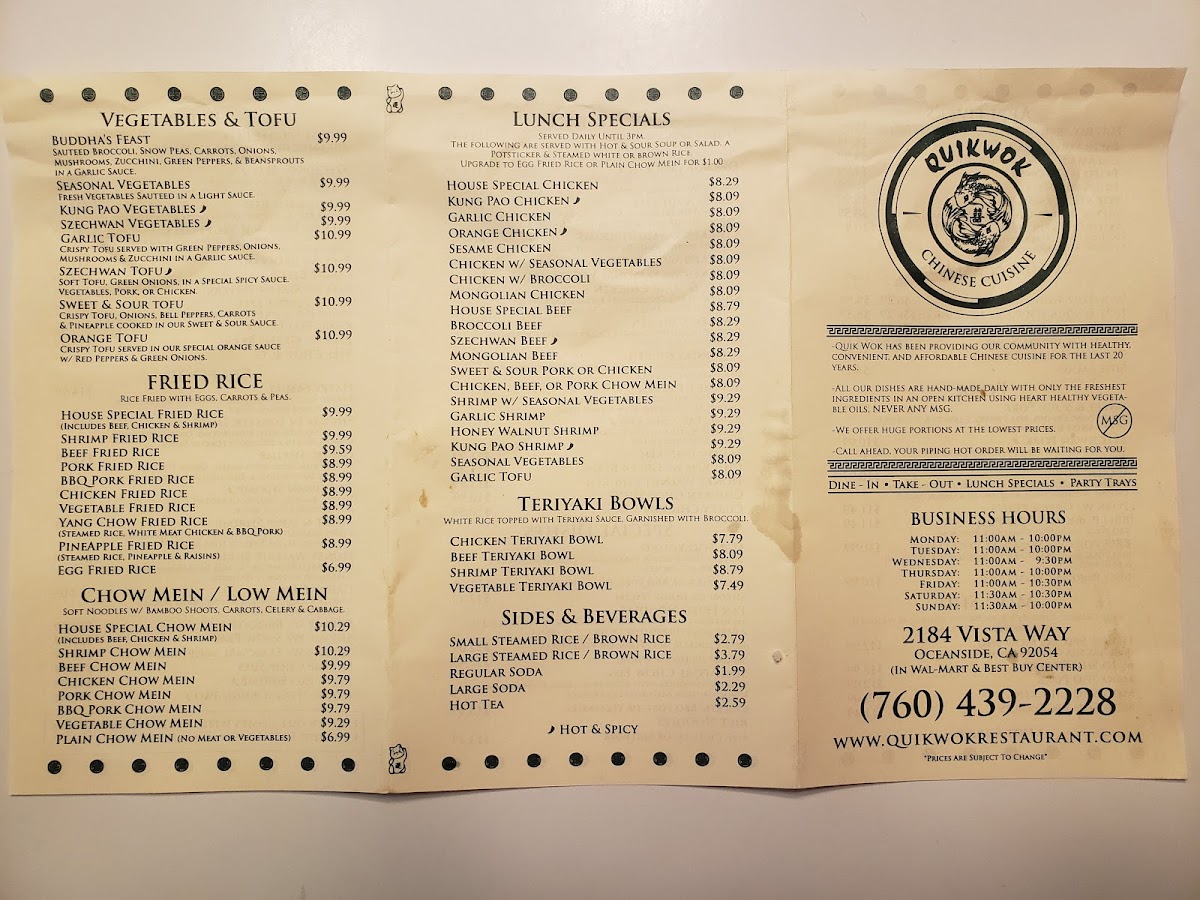 VEGETABLES & TOFU
BUDDHA'S FEAST $9.99
SAUTEED BROCCOLI, SNOW PEAS, CARROTS, ONIONS,
MUSHROOMS, ZUCCHINI, GREEN PEPPERS, & BEANSPROUTS
IN A GARLIC SAUCE.
SEASONAL VEGETABLES $9.99
FRESH VEGETABLES SAUTEED IN A LIGHT SAUCE.
KUNG PAO VEGETABLES $9.99
SZECHWAN VEGETABLES $9.99
GARLIC TOFU $10.99
CRISPY TOFU SERVED WITH GREEN PEPPERS, ONIONS,
MUSHROOMS & ZUCCHINI IN A GARLIC SAUCE.
SZECHWAN TOFU $10.99
SOFT TOFU, GREEN ONIONS, IN A SPECIAL SPICY SAUCE.
VEGETABLES, PORK, OR CHICKEN.
SWEET & SOUR TOFU $10.99
CRISPY TOFU, ONIONS, BELL PEPPERS, CARROTS
& PINEAPPLE COOKED IN OUR SWEET & SOUR SAUCE.
ORANGE TOFU $10.99
CRISPY TOFU SERVED IN OUR SPECIAL ORANGE SAUCE
W/ RED PEPPERS & GREEN ONIONS.
FRIED RICE
RICE FRIED WITH EGGS, CARROTS & PEAS.
HOUSE SPECIAL FRIED RICE $9.99
(INCLUDES BEEF, CHICKEN & SHRIMP)
SHRIMP FRIED RICE $9.99
BEEF FRIED RICE $9.59
PORK FRIED RICE $8.99
BBQ PORK FRIED RICE $8.99
CHICKEN FRIED RICE $8.99
VEGETABLE FRIED RICE $8.99
YANG CHOW FRIED RICE $8.99
(STEAMED RICE, WHITE MEAT CHICKEN & BBQ PORK)
PINEAPPLE FRIED RICE $8.99
(STEAMED RICE, PINEAPPLE & RAISINS)
EGG FRIED RICE $6.99
CHOW MEIN / LOW MEIN
SOFT NOODLES W/ BAMBOO SHOOTS, CARROTS, CELERY & CABBAGE.
HOUSE SPECIAL CHOW MEIN $10.29
(INCLUDES BEEF, CHICKEN & SHRIMP)
SHRIMP CHOW MEIN $10.29
BEEF CHOW MEIN $9.99
CHICKEN CHOW MEIN $9.79
PORK CHOW MEIN $9.79
BBQ PORK CHOW MEIN $9.79
VEGETABLE CHOW MEIN $9.29
PLAIN CHOW MEIN (NO MEAT OR VEGETABLES) $6.99
LUNCH SPECIALS
SERVED DAILY UNTIL 3PM.
THE FOLLOWING ARE SERVED WITH HOT & SOUR SOUP OR SALAD, A
POTSTICKER & STEAMED WHITE OR BROWN RICE.
UPGRADE TO EGG FRIED RICE OR PLAIN CHOW MEIN FOR $1.00
HOUSE SPECIAL CHICKEN $8.29
KUNG PAO CHICKEN $8.09
GARLIC CHICKEN $8.09
ORANGE CHICKEN $8.09
SESAME CHICKEN $8.09
CHICKEN W/ SEASONAL VEGETABLES $8.09
CHICKEN W/ BROCCOLI $8.09
MONGOLIAN CHICKEN $8.09
HOUSE SPECIAL BEEF $8.79
BROCCOLI BEEF $8.29
SZECHWAN BEEF $8.29
MONGOLIAN BEEF $8.29
SWEET & SOUR PORK OR CHICKEN $8.09
CHICKEN, BEEF, OR PORK CHOW MEIN $8.09
SHRIMP W/ SEASONAL VEGETABLES $9.29
GARLIC SHRIMP $9.29
HONEY WALNUT SHRIMP $9.29
KUNG PAO SHRIMP $9.29
SEASONAL VEGETABLES $8.09
GARLIC TOFU $8.09
TERIYAKI BOWLS
WHITE RICE TOPPED WITH TERIYAKI SAUCE. GARNISHED WITH BROCCOLI.
CHICKEN TERIYAKI BOWL $7.79
BEEF TERIYAKI BOWL $8.09
SHRIMP TERIYAKI BOWL $8.79
VEGETABLE TERIYAKI BOWL $7.49
SIDES & BEVERAGES
SMALL STEAMED RICE / BROWN RICE $2.79
LARGE STEAMED RICE / BROWN RICE $3.79
REGULAR SODA $1.99
LARGE SODA $2.29
HOT TEA $2.59
HOT & SPICY
QUIKWOK
CHINESE CUISINE
-QUIK WOK HAS BEEN PROVIDING OUR COMMUNITY WITH HEALTHY,
CONVENIENT, AND AFFORDABLE CHINESE CUISINE FOR THE LAST 20
YEARS.
-ALL OUR DISHES ARE HAND-MADE DAILY WITH ONLY THE FRESHEST
INGREDIENTS IN AN OPEN KITCHEN USING HEART HEALTHY VEGETA-
BLE OILS, NEVER ANY MSG.
MSG
-WE OFFER HUGE PORTIONS AT THE LOWEST PRICES.
-CALL AHEAD, YOUR PIPING HOT ORDER WILL BE WAITING FOR YOU.
DINE - IN • TAKE - OUT • LUNCH SPECIALS • PARTY TRAYS
BUSINESS HOURS
MONDAY: 11:00AM - 10:00PM
TUESDAY: 11:00AM - 10:00PM
WEDNESDAY: 11:00AM - 9:30PM
THURSDAY: 11:00AM - 10:00PM
FRIDAY: 11:00AM - 10:30PM
SATURDAY: 11:30AM - 10:30PM
SUNDAY: 11:30AM - 10:00PM
2184 VISTA WAY
OCEANSIDE, CA 92054
(IN WAL-MART & BEST BUY CENTER)
(760) 439-2228
WWW.QUIKWOKRESTAURANT.COM
"PRICES ARE SUBJECT TO CHANGE"